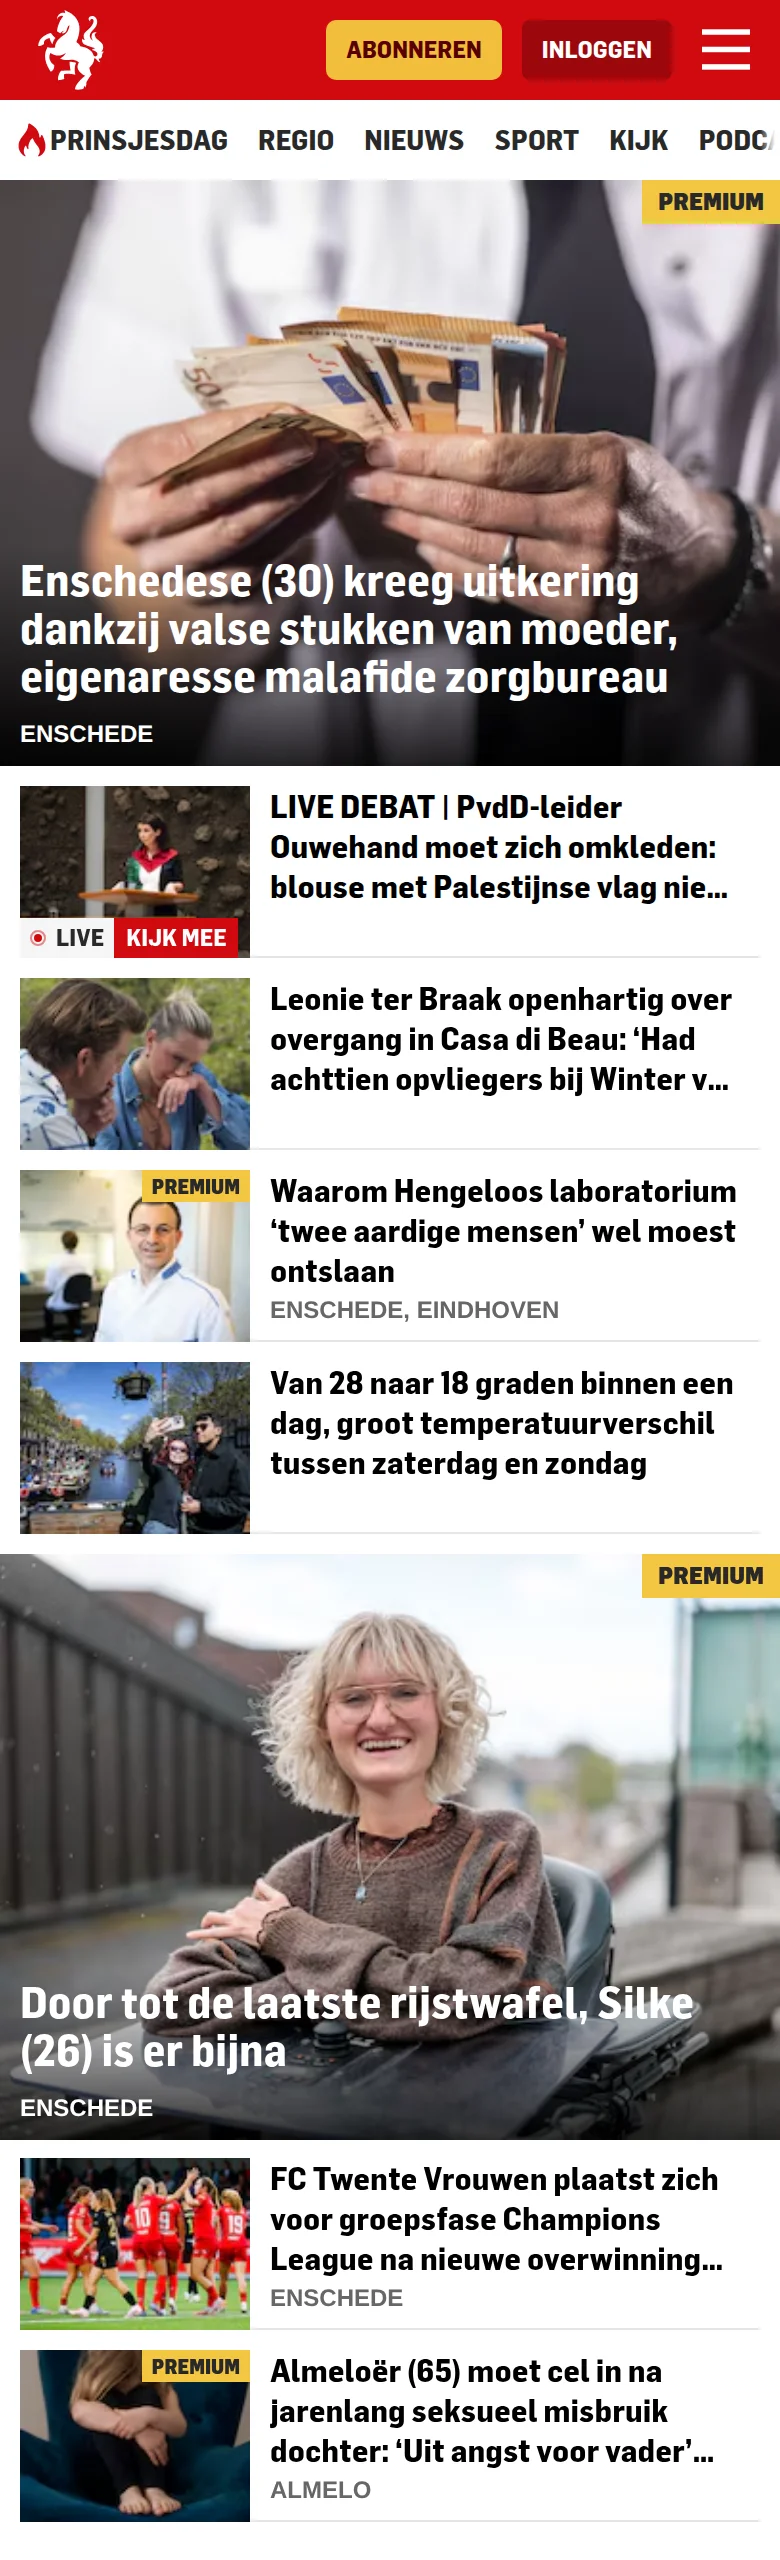 ABONNEREN
INLOGGEN
PRINSJESDAG REGIO NIEUWS SPORT KIJK PODCA
PREMIUM
50
Enschedese (30) kreeg uitkering
dankzij valse stukken van moeder,
eigenaresse malafide zorgbureau
ENSCHEDE
LIVE DEBAT | PvdD-leider
Ouwehand moet zich omkleden:
blouse met Palestijnse vlag nie...
LIVE KIJK MEE
Leonie ter Braak openhartig over
overgang in Casa di Beau: ‘Had
achttien opvliegers bij Winter v...
PREMIUM
Waarom Hengeloos laboratorium
‘twee aardige mensen’ wel moest
ontslaan
ENSCHEDE, EINDHOVEN
Van 28 naar 18 graden binnen een
dag, groot temperatuurverschil
tussen zaterdag en zondag
PREMIUM
Door tot de laatste rijstwafel, Silke
(26) is er bijna
ENSCHEDE
10 9 19
FC Twente Vrouwen plaatst zich
voor groepsfase Champions
League na nieuwe overwinning...
ENSCHEDE
PREMIUM
Almeloër (65) moet cel in na
jarenlang seksueel misbruik
dochter: ‘Uit angst voor vader’...
ALMELO